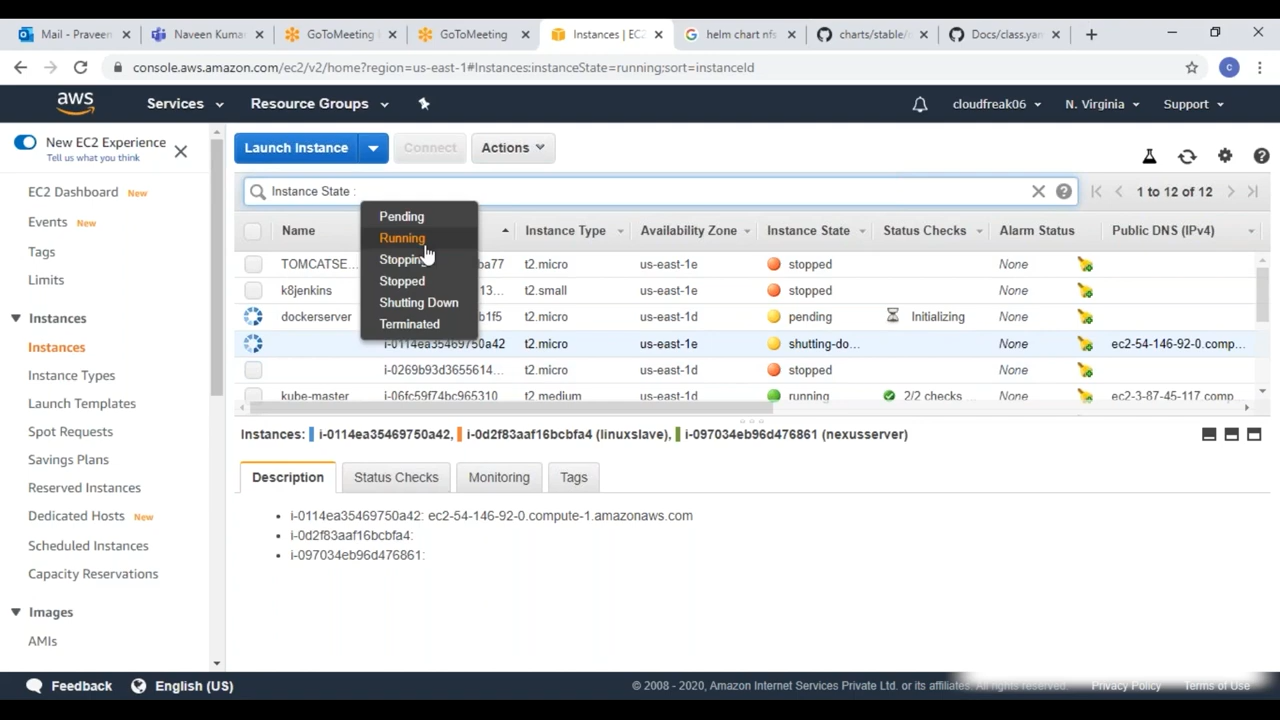 Mail - Praveen
Naveen Kuma
GoToMeeting
GoToMeeting
Instances | EC
helm chart nfs
charts/stable/
Docs/class.yam
console.aws.amazon.com/ec2/v2/home?region=us-east-1#Instances:instanceState=running;sort=instanceId
C
aws
Services
Resource Groups
cloudfreak06
N. Virginia
Support
New EC2 Experience
Tell us what you think
EC2 Dashboard New
Events New
Tags
Limits
Instances
Instances
Instance Types
Launch Templates
Spot Requests
Savings Plans
Reserved Instances
Dedicated Hosts New
Scheduled Instances
Capacity Reservations
Images
AMIs
Launch Instance
Connect
Actions
Instance State :
1 to 12 of 12
Pending
Running
Stopping
Stopped
Shutting Down
Terminated
Name Instance Type Availability Zone Instance State Status Checks Alarm Status Public DNS (IPv4)
TOMCATSE... ba77 t2.micro us-east-1e stopped None
k8jenkins 13... t2.small us-east-1e stopped None
dockerserver b1f5 t2.micro us-east-1d pending Initializing None
i-0114ea35469750a42 t2.micro us-east-1e shutting-do... None ec2-54-146-92-0.comp...
i-0269b93d3655614... t2.micro us-east-1d stopped None
kube-master i-06fc59f74bc965310 t2.medium us-east-1d running 2/2 checks None ec2-3-87-45-117.comp
Instances: i-0114ea35469750a42, i-0d2f83aaf16bcbfa4 (linuxslave), i-097034eb96d476861 (nexusserver)
Description
Status Checks
Monitoring
Tags
• i-0114ea35469750a42: ec2-54-146-92-0.compute-1.amazonaws.com
• i-0d2f83aaf16bcbfa4:
• i-097034eb96d476861:
Feedback
English (US)
© 2008 - 2020, Amazon Internet Services Private Ltd. or its affiliates. All rights reserved.
Privacy Policy
Terms of Use